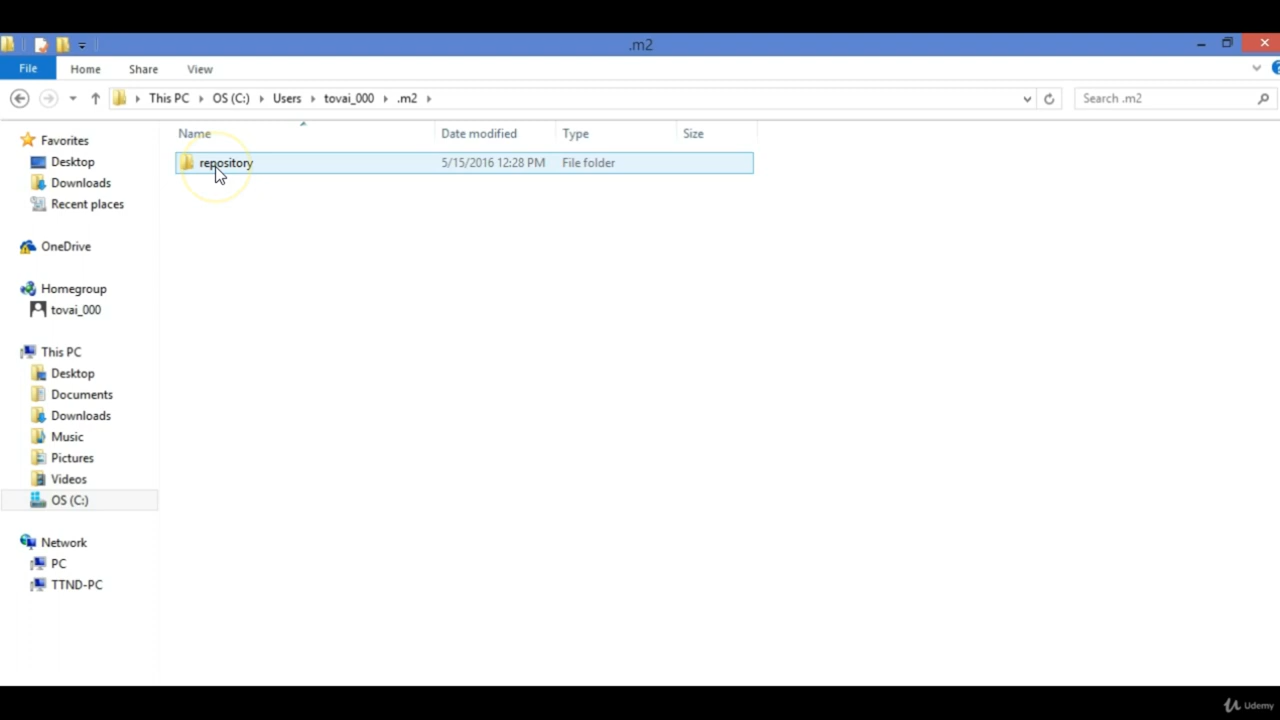 .m2
File Home Share View
This PC OS (C:) Users tovai_000 .m2 Search .m2
Name Date modified Type Size
repository 5/15/2016 12:28 PM File folder
Favorites
Desktop
Downloads
Recent places
OneDrive
Homegroup
tovai_000
This PC
Desktop
Documents
Downloads
Music
Pictures
Videos
OS (C:)
Network
PC
TTND-PC
Udemy